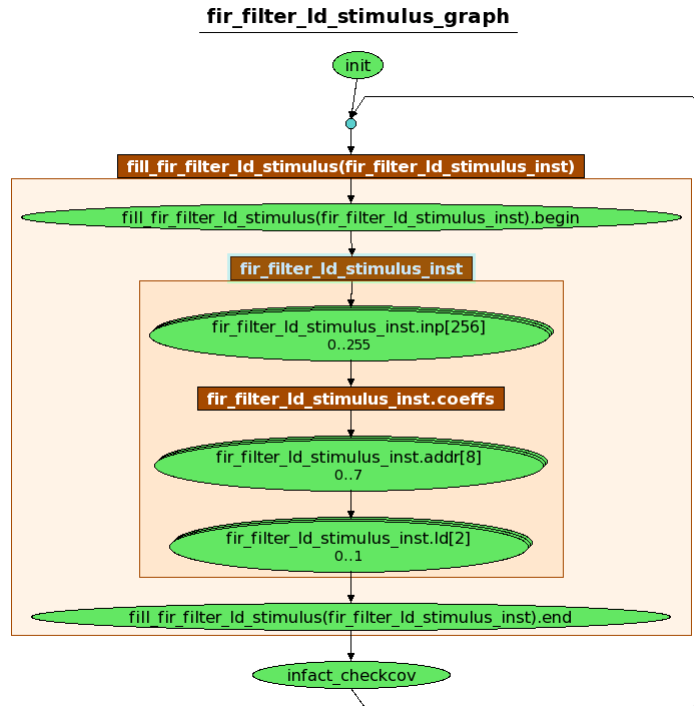 fir_filter_ld_stimulus_graph
init
fill_fir_filter_ld_stimulus(fir_filter_ld_stimulus_inst)
fill_fir_filter_ld_stimulus(fir_filter_ld_stimulus_inst).begin
fir_filter_ld_stimulus_inst
fir_filter_ld_stimulus_inst.inp[256]
0..255
fir_filter_ld_stimulus_inst.coeffs
fir_filter_ld_stimulus_inst.addr[8]
0..7
fir_filter_ld_stimulus_inst.ld[2]
0..1
fill_fir_filter_ld_stimulus(fir_filter_ld_stimulus_inst).end
infact_checkcov